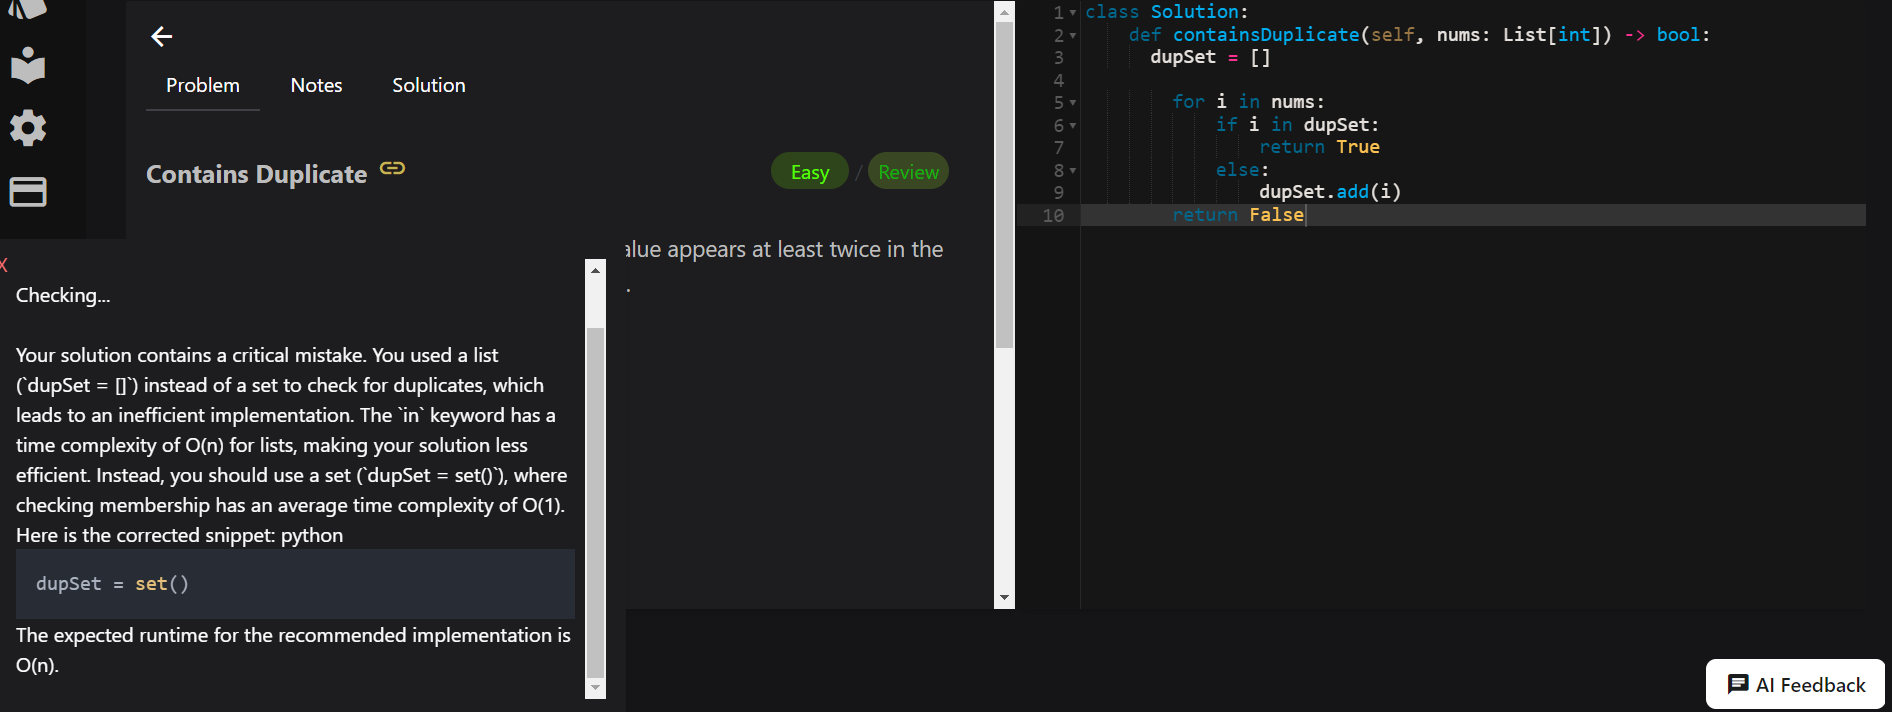 Problem Notes Solution
Contains Duplicate
Easy / Review
alue appears at least twice in the
.
X
Checking...
Your solution contains a critical mistake. You used a list
(`dupSet = []`) instead of a set to check for duplicates, which
leads to an inefficient implementation. The `in` keyword has a
time complexity of O(n) for lists, making your solution less
efficient. Instead, you should use a set (`dupSet = set()`), where
checking membership has an average time complexity of O(1).
Here is the corrected snippet: python
dupSet = set()
The expected runtime for the recommended implementation is
O(n).
1 class Solution:
2 def containsDuplicate(self, nums: List[int]) -> bool:
3 dupSet = []
4
5 for i in nums:
6 if i in dupSet:
7 return True
8 else:
9 dupSet.add(i)
10 return False
AI Feedback